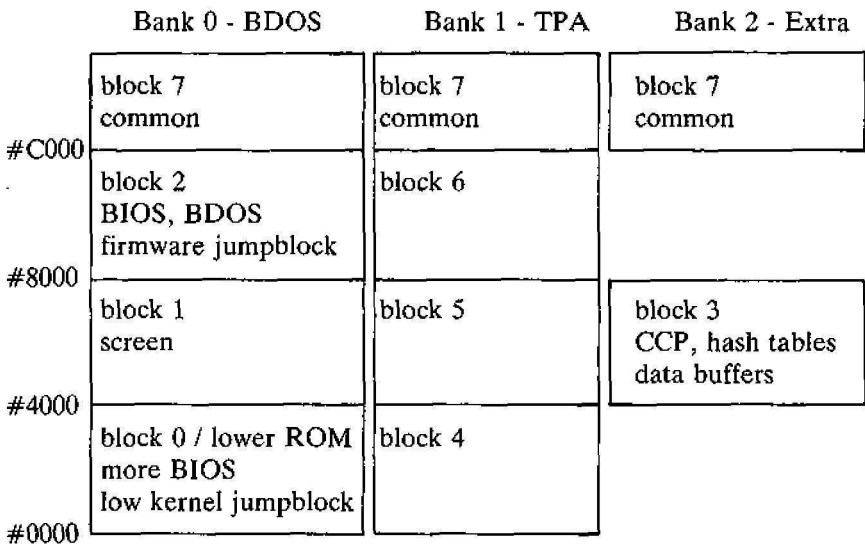 Bank 0 - BDOS
Bank 1 - TPA
Bank 2 - Extra
block 7
common
block 7
common
block 7
common
#C000
block 2
BIOS, BDOS
firmware jumpblock
block 6
#8000
block 1
screen
block 5
block 3
CCP, hash tables
data buffers
#4000
block 0 / lower ROM
more BIOS
low kernel jumpblock
block 4
#0000